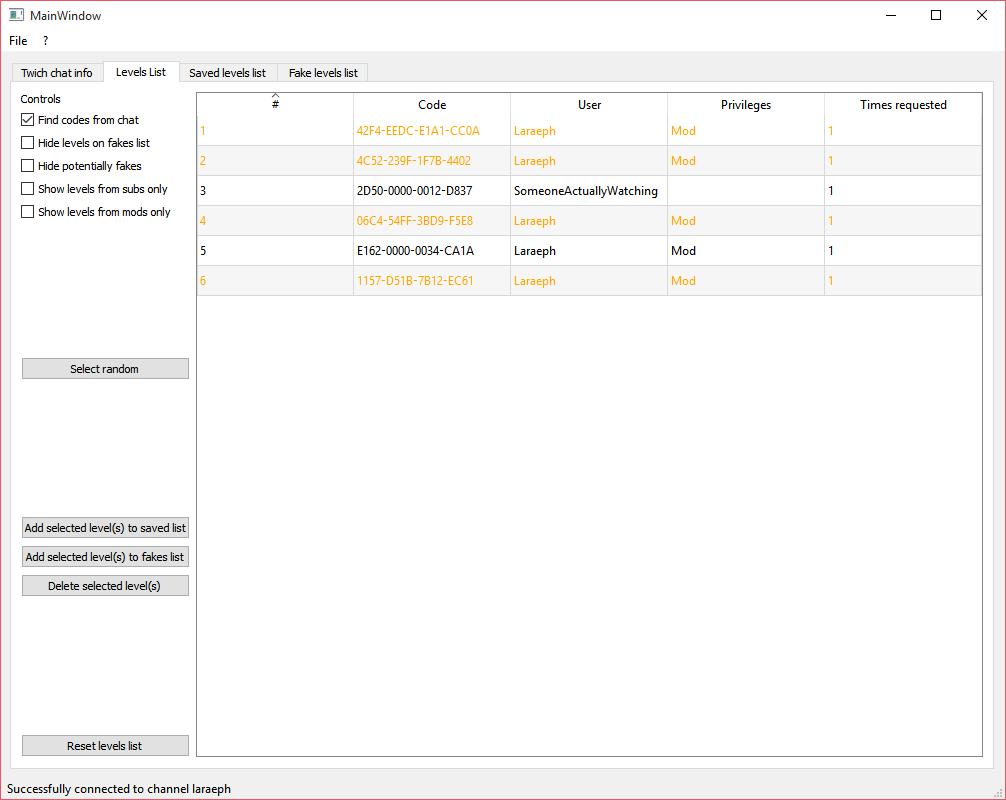 MainWindow
File ?
Twich chat info Levels List Saved levels list Fake levels list
Controls
Find codes from chat
Hide levels on fakes list
Hide potentially fakes
Show levels from subs only
Show levels from mods only
Select random
Add selected level(s) to saved list
Add selected level(s) to fakes list
Delete selected level(s)
Reset levels list
# Code User Privileges Times requested
1 42F4-EEDC-E1A1-CC0A Laraeph Mod 1
2 4C52-239F-1F7B-4402 Laraeph Mod 1
3 2D50-0000-0012-D837 SomeoneActuallyWatching 1
4 06C4-54FF-3BD9-F5E8 Laraeph Mod 1
5 E162-0000-0034-CA1A Laraeph Mod 1
6 1157-D51B-7B12-EC61 Laraeph Mod 1
Successfully connected to channel laraeph